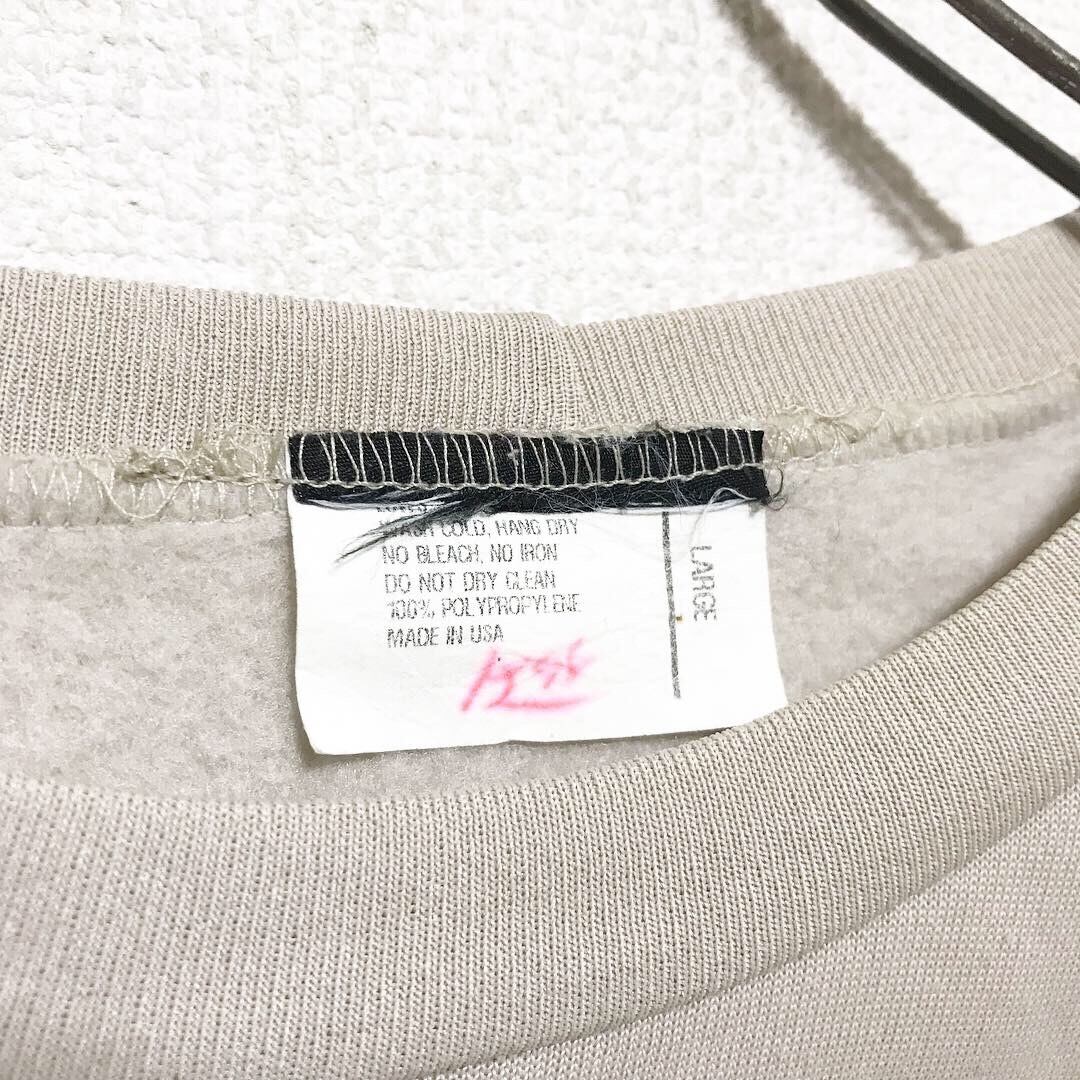 WASH COLD, HANG DRY
NO BLEACH, NO IRON
DO NOT DRY CLEAN
100% POLYPROPYLENE
MADE IN USA
LARGE